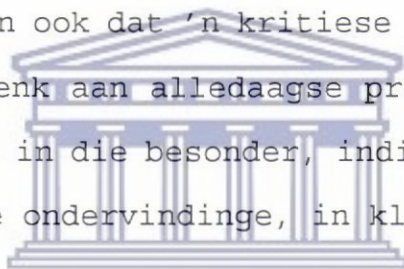 n ook dat 'n kritiese
enk aan alledaagse pr
in die besonder, indi
e ondervindinge, in kl